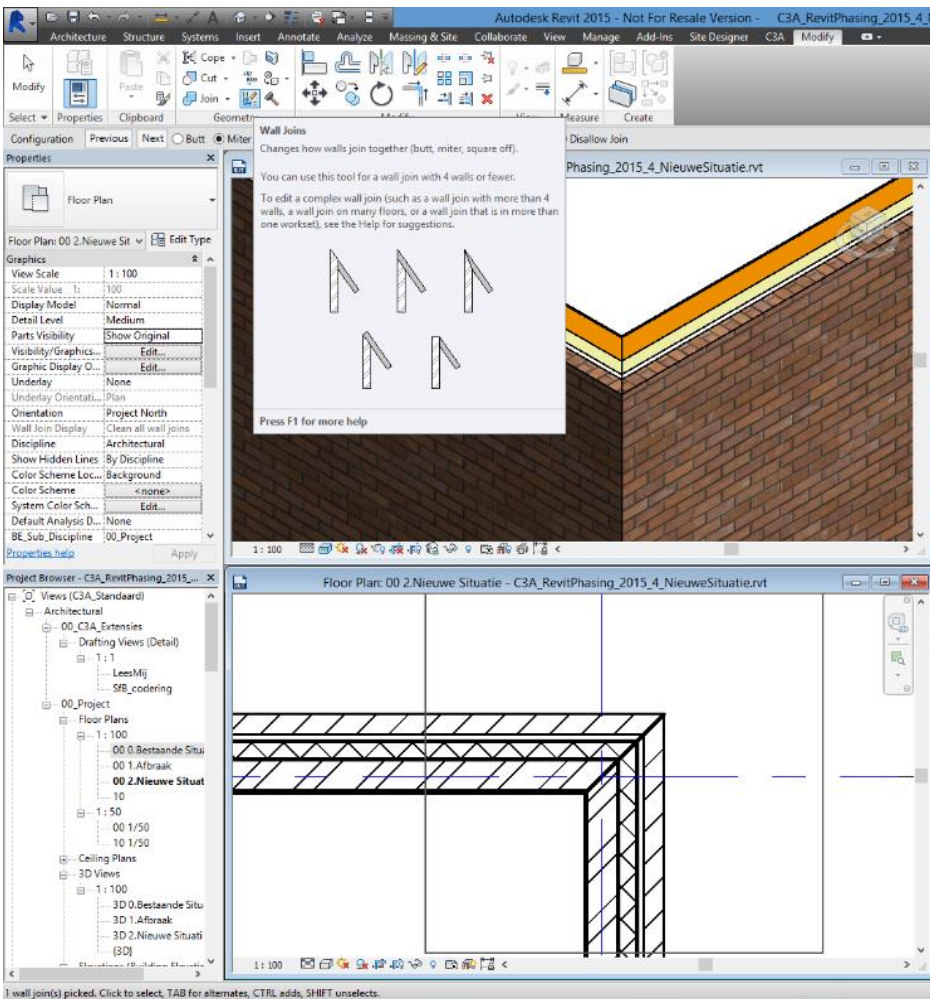 Autodesk Revit 2015 - Not For Resale Version - C3A_RevitPhasing_2015_4_
Architecture Structure Systems Insert Annotate Analyze Massing & Site Collaborate View Manage Add-Ins Site Designer C3A Modify
Modify
Cope
Cut
Join
Paste
Select Properties Clipboard Geometry Measure Create
Configuration Previous Next Butt Miter Disallow Join
Wall Joins
Changes how walls join together (butt, miter, square off).
You can use this tool for a wall join with 4 walls or fewer.
To edit a complex wall join (such as a wall join with more than 4
walls, a wall join on many floors, or a wall join that is in more than
one workset), see the Help for suggestions.
Press F1 for more help
Phasing_2015_4_NieuweSituatie.rvt
Properties
Floor Plan
Floor Plan: 00 2.Nieuwe Sit Edit Type
Graphics
View Scale 1 : 100
Scale Value 1: 100
Display Model Normal
Detail Level Medium
Parts Visibility Show Original
Visibility/Graphics... Edit...
Graphic Display O... Edit...
Underlay None
Underlay Orientati... Plan
Orientation Project North
Wall Join Display Clean all wall joins
Discipline Architectural
Show Hidden Lines By Discipline
Color Scheme Loc... Background
Color Scheme <none>
System Color Sch... Edit...
Default Analysis D... None
BE_Sub_Discipline 00_Project
Properties help Apply
1 : 100
Project Browser - C3A_RevitPhasing_2015_...
Views (C3A_Standaard)
Architectural
00_C3A_Extensies
Drafting Views (Detail)
1 : 1
LeesMij
SfB_codering
00_Project
Floor Plans
1 : 100
00 0.Bestaande Situa
00 1.Afbraak
00 2.Nieuwe Situat
10
1 : 50
00 1/50
10 1/50
Ceiling Plans
3D Views
1 : 100
3D 0.Bestaande Situ
3D 1.Afbraak
3D 2.Nieuwe Situati
{3D}
Floor Plan: 00 2.Nieuwe Situatie - C3A_RevitPhasing_2015_4_NieuweSituatie.rvt
1 : 100
1 wall join(s) picked. Click to select, TAB for alternates, CTRL adds, SHIFT unselects.